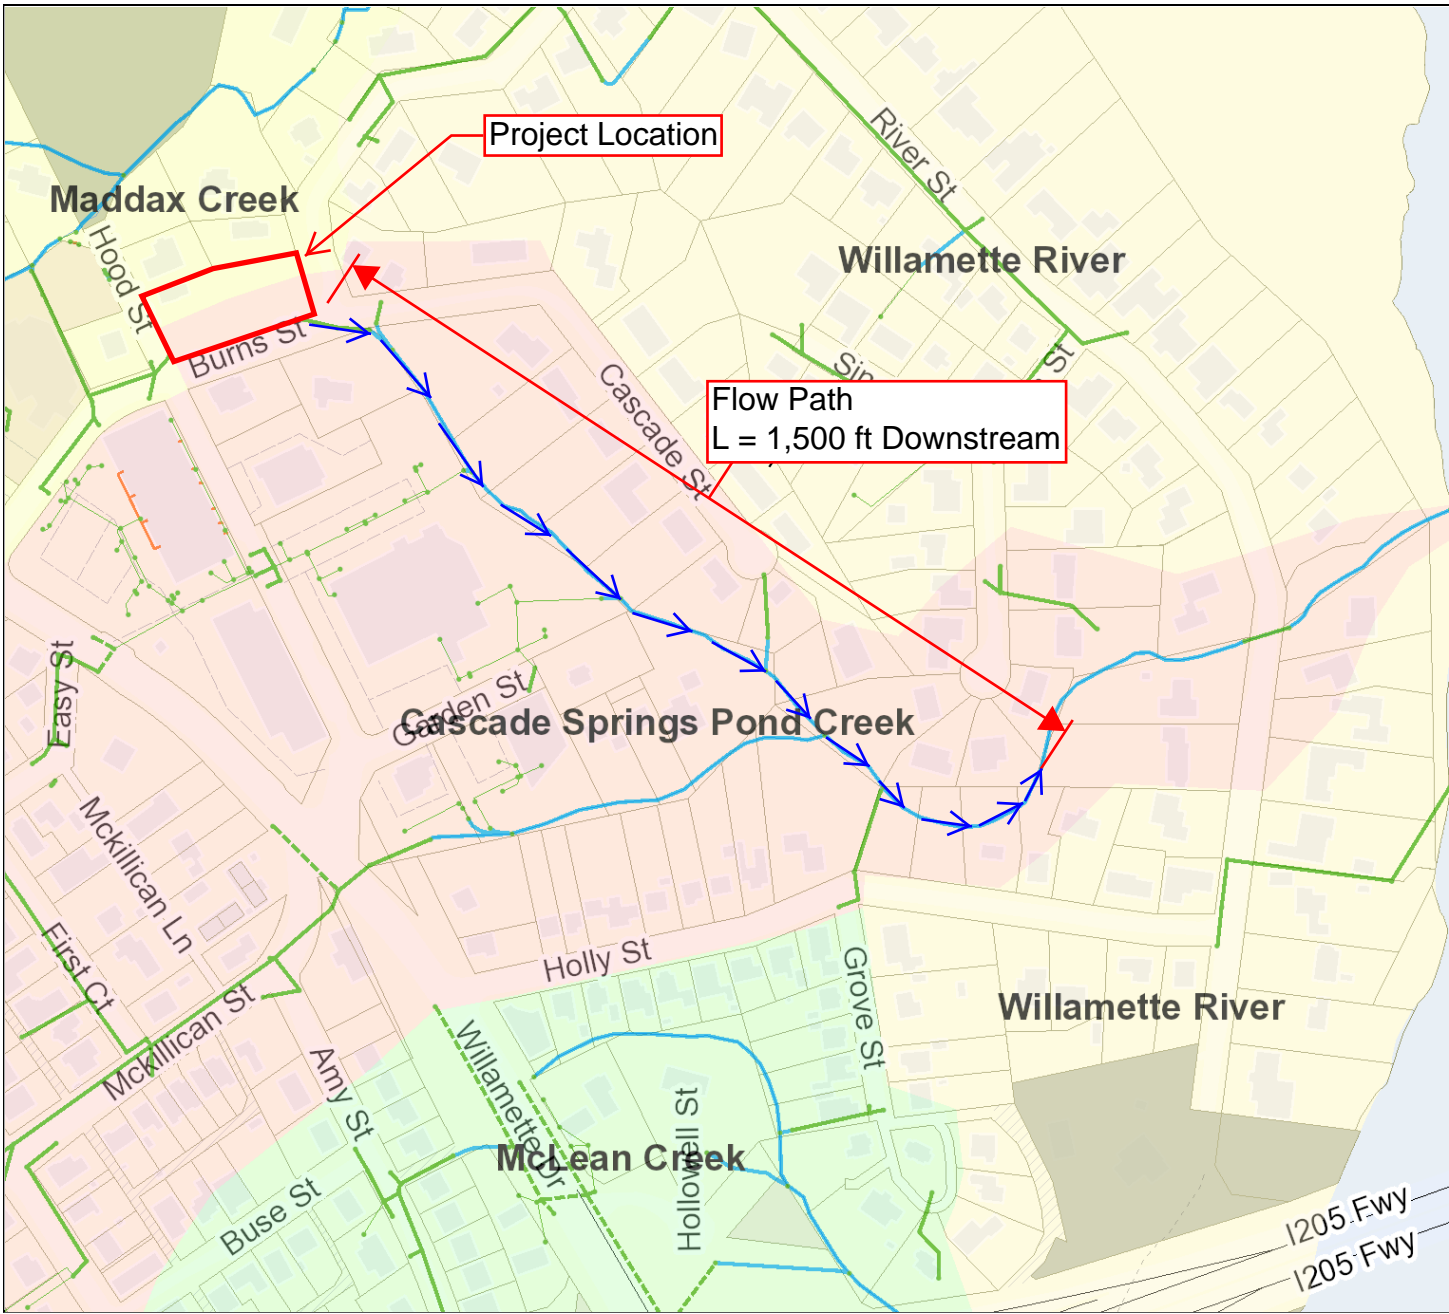 Project Location
River St
Maddax Creek
Hood St
Willamette River
Burns St
Sin
St
Cascade St
Flow Path
L = 1,500 ft Downstream
Easy St
Garden St
Cascade Springs Pond Creek
Mckillican Ln
First Ct
Holly St
Grove St
Mckillican St
Willamette River
Amy St
Willamette Dr
Hollowell St
McLean Creek
Buse St
I205 Fwy
I205 Fwy